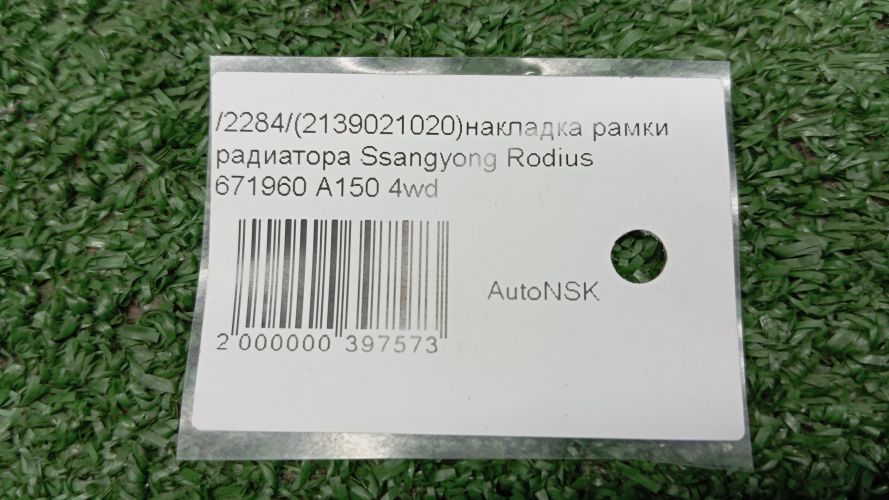 /2284/(2139021020)накладка рамки
радиатора Ssangyong Rodius
671960 A150 4wd
AutoNSK
2 000000 397573